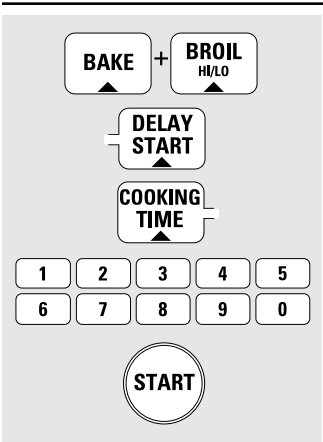 BAKE + BROIL
HI/LO
DELAY
START
COOKING
TIME
1 2 3 4 5
6 7 8 9 0
START